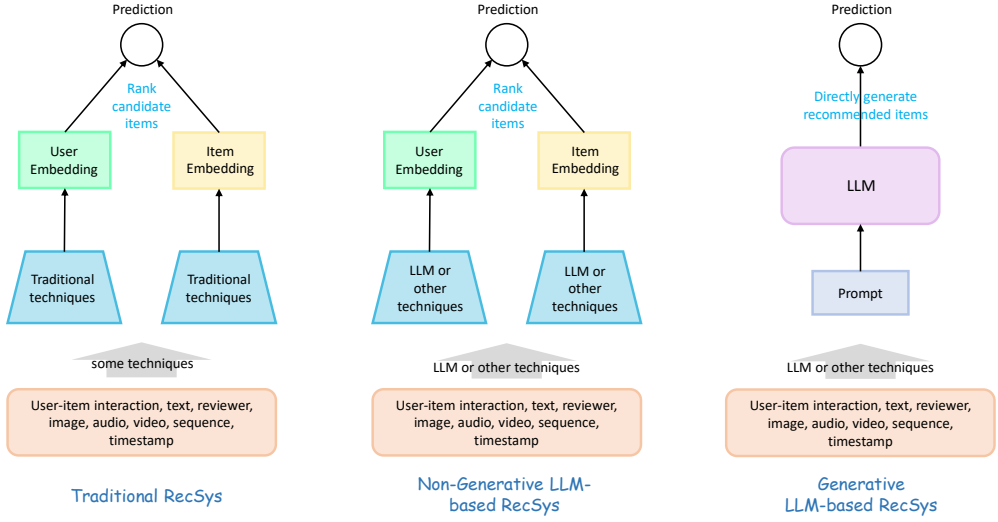 Prediction
Rank
candidate
items
User
Embedding
Item
Embedding
Traditional
techniques
Traditional
techniques
some techniques
User-item interaction, text, reviewer,
image, audio, video, sequence,
timestamp
Traditional RecSys
Prediction
Rank
candidate
items
User
Embedding
Item
Embedding
LLM or
other
techniques
LLM or
other
techniques
LLM or other techniques
User-item interaction, text, reviewer,
image, audio, video, sequence,
timestamp
Non-Generative LLM-
based RecSys
Prediction
Directly generate
recommended items
LLM
Prompt
LLM or other techniques
User-item interaction, text, reviewer,
image, audio, video, sequence,
timestamp
Generative
LLM-based RecSys